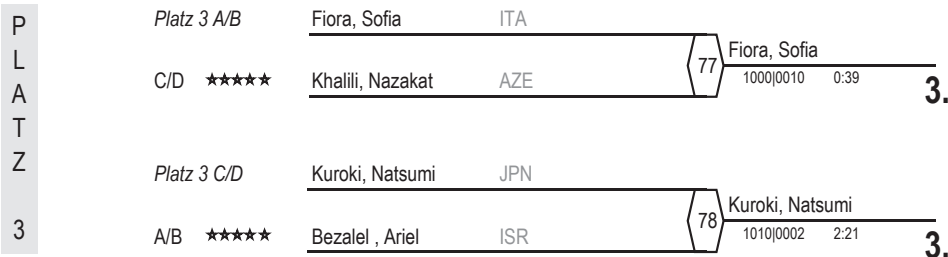 PLATZ 3
Platz 3 A/B Fiora, Sofia ITA
77 Fiora, Sofia
C/D ***** Khalili, Nazakat AZE
1000|0010 0:39 3.
Platz 3 C/D Kuroki, Natsumi JPN
78 Kuroki, Natsumi
A/B ***** Bezalel , Ariel ISR
1010|0002 2:21 3.